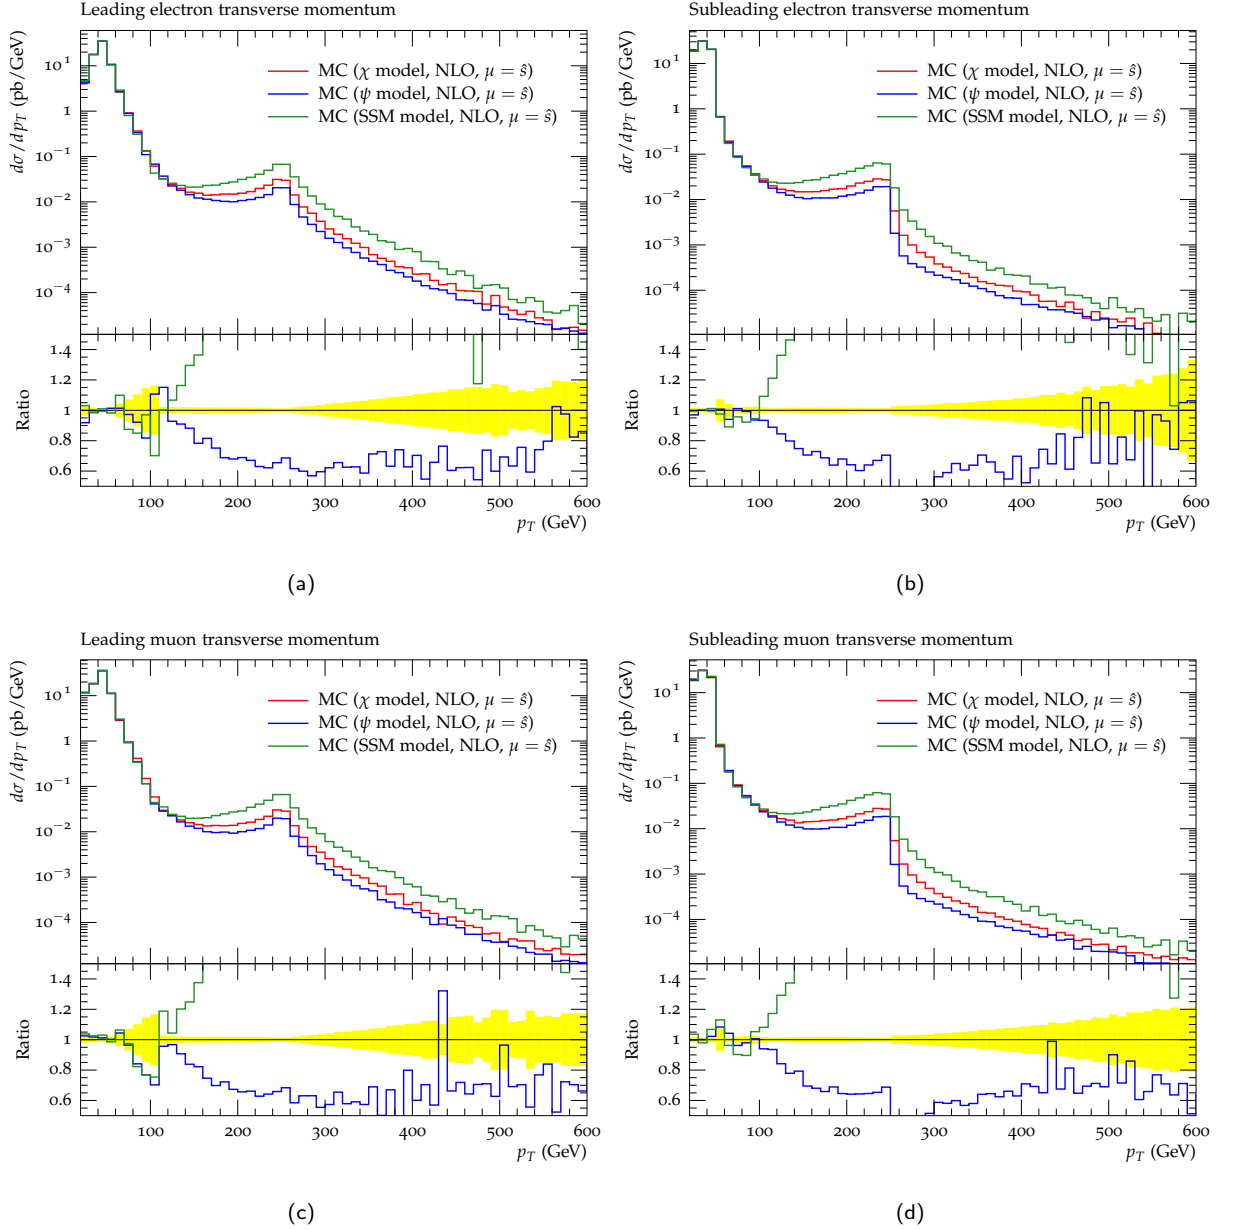 Leading electron transverse momentum
dσ/dp_T (pb/GeV)
10^1
1
10^−1
10^−2
10^−3
10^−4
MC (χ model, NLO, μ = ŝ)
MC (ψ model, NLO, μ = ŝ)
MC (SSM model, NLO, μ = ŝ)
Ratio
1.4
1.2
1
0.8
0.6
100 200 300 400 500 600
p_T (GeV)
(a)
Subleading electron transverse momentum
dσ/dp_T (pb/GeV)
10^1
1
10^−1
10^−2
10^−3
10^−4
MC (χ model, NLO, μ = ŝ)
MC (ψ model, NLO, μ = ŝ)
MC (SSM model, NLO, μ = ŝ)
Ratio
1.4
1.2
1
0.8
0.6
100 200 300 400 500 600
p_T (GeV)
(b)
Leading muon transverse momentum
dσ/dp_T (pb/GeV)
10^1
1
10^−1
10^−2
10^−3
10^−4
MC (χ model, NLO, μ = ŝ)
MC (ψ model, NLO, μ = ŝ)
MC (SSM model, NLO, μ = ŝ)
Ratio
1.4
1.2
1
0.8
0.6
100 200 300 400 500 600
p_T (GeV)
(c)
Subleading muon transverse momentum
dσ/dp_T (pb/GeV)
10^1
1
10^−1
10^−2
10^−3
10^−4
MC (χ model, NLO, μ = ŝ)
MC (ψ model, NLO, μ = ŝ)
MC (SSM model, NLO, μ = ŝ)
Ratio
1.4
1.2
1
0.8
0.6
100 200 300 400 500 600
p_T (GeV)
(d)